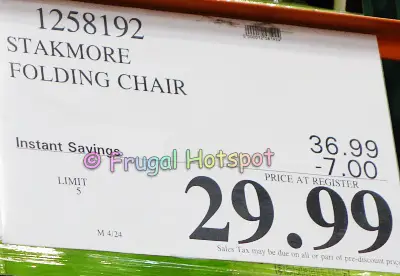 1258192
STAKMORE
FOLDING CHAIR
36.99
Instant Savings -7.00
© Frugal Hotspot
PRICE AT REGISTER
LIMIT
5
29.99
M 4/24
Sales Tax may be due on all or part of pre-discount price